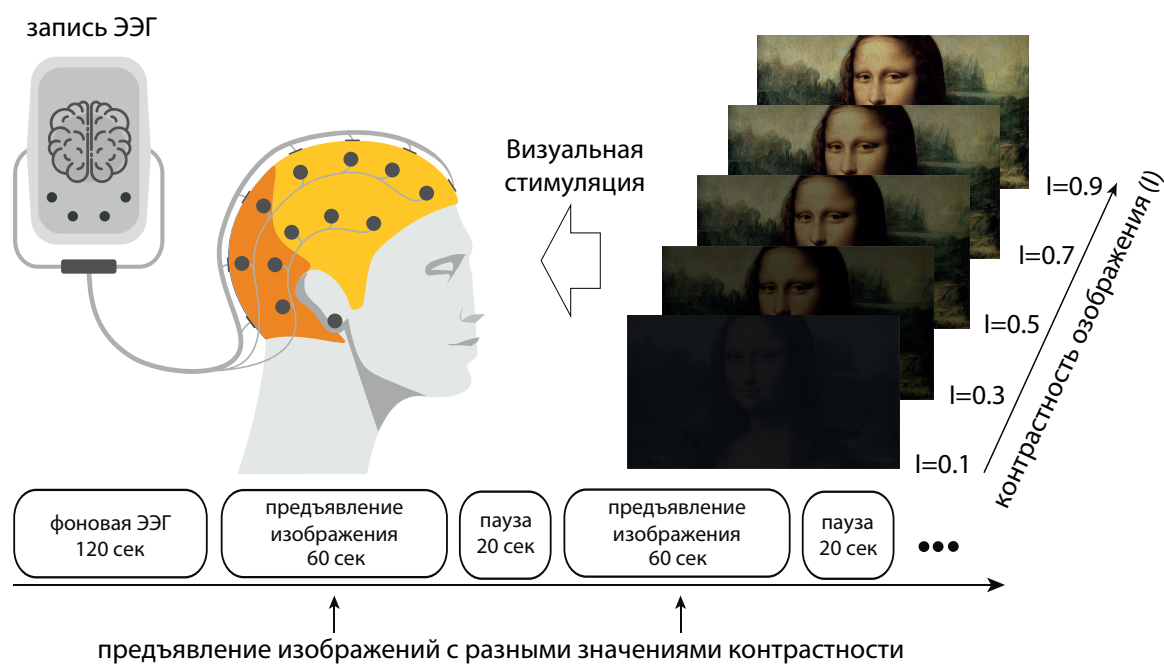 запись ЭЭГ
Визуальная
стимуляция
I=0.9
I=0.7
I=0.5
I=0.3
I=0.1
контрастность озображения (I)
фоновая ЭЭГ
120 сек
предъявление
изображения
60 сек
пауза
20 сек
предъявление
изображения
60 сек
пауза
20 сек
•••
предъявление изображений с разными значениями контрастности